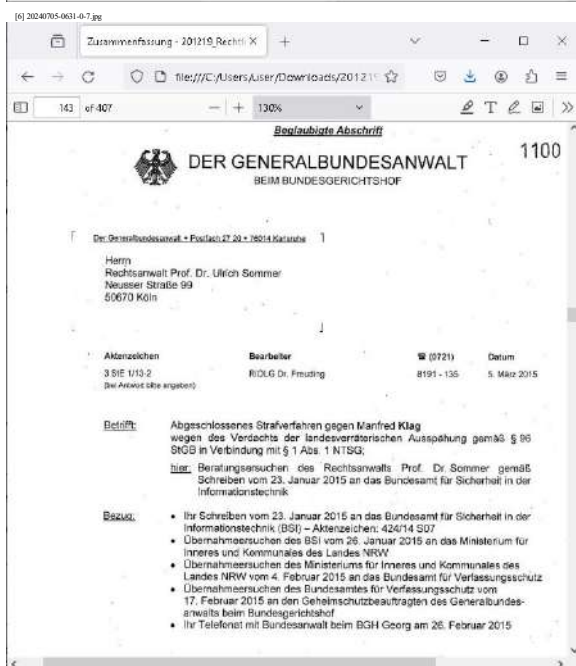 [6] 20240705-0631-0-7.jpg
Zusammenfassung - 201219_Rechtli
file:///C:/Users/User/Downloads/20121
143 of 407
130%
Beglaubigte Abschrift
1100
DER GENERALBUNDESANWALT
BEIM BUNDESGERICHTSHOF
Der Generalbundesanwalt • Postfach 27 20 • 76014 Karlsruhe
Herrn
Rechtsanwalt Prof. Dr. Ulrich Sommer
Neusser Straße 99
50670 Köln
Aktenzeichen Bearbeiter ☎ (0721) Datum
3 StE 1/13-2 RiOLG Dr. Freuding 8191 - 135 5. März 2015
(bei Antwort bitte angeben)
Betrifft: Abgeschlossenes Strafverfahren gegen Manfred Klag
wegen des Verdachts der landesverräterischen Ausspähung gemäß § 96
StGB in Verbindung mit § 1 Abs. 1 NTSG;
hier: Beratungsersuchen des Rechtsanwalts Prof. Dr. Sommer gemäß
Schreiben vom 23. Januar 2015 an das Bundesamt für Sicherheit in der
Informationstechnik
Bezug: • Ihr Schreiben vom 23. Januar 2015 an das Bundesamt für Sicherheit in der
Informationstechnik (BSI) – Aktenzeichen: 424/14 S07
• Übernahmeersuchen des BSI vom 26. Januar 2015 an das Ministerium für
Inneres und Kommunales des Landes NRW
• Übernahmeersuchen des Ministeriums für Inneres und Kommunales des
Landes NRW vom 4. Februar 2015 an das Bundesamt für Verfassungsschutz
• Übernahmeersuchen des Bundesamtes für Verfassungsschutz vom
17. Februar 2015 an den Geheimschutzbeauftragten des Generalbundes-
anwalts beim Bundesgerichtshof
• Ihr Telefonat mit Bundesanwalt beim BGH Georg am 26. Februar 2015